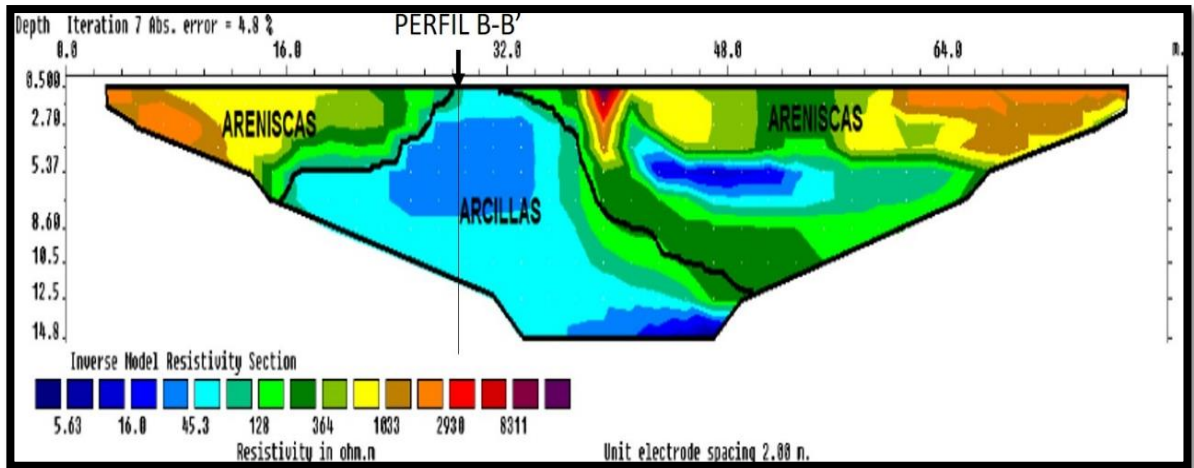 Depth Iteration 7 Abs. error = 4.8 %
PERFIL B-B'
0.0 16.0 32.0 48.0 64.0 m.
0.500
2.70
5.37
8.60
10.5
12.5
14.8
ARENISCAS
ARENISCAS
ARCILLAS
Inverse Model Resistivity Section
5.63 16.0 45.3 128 364 1033 2930 8311
Resistivity in ohm.m
Unit electrode spacing 2.00 m.